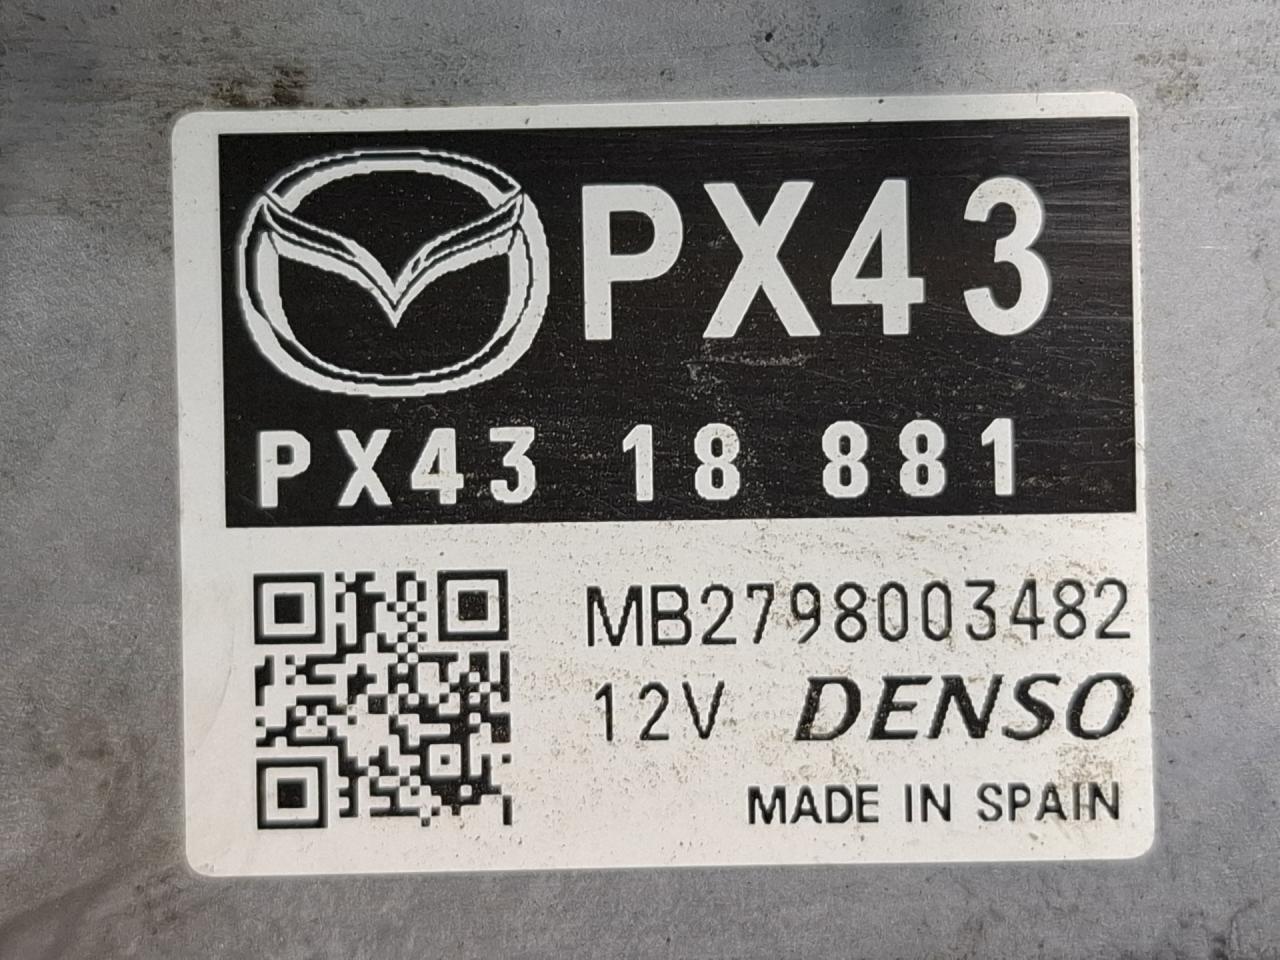 PX43
PX43 18 881
MB2798003482
12V DENSO
MADE IN SPAIN